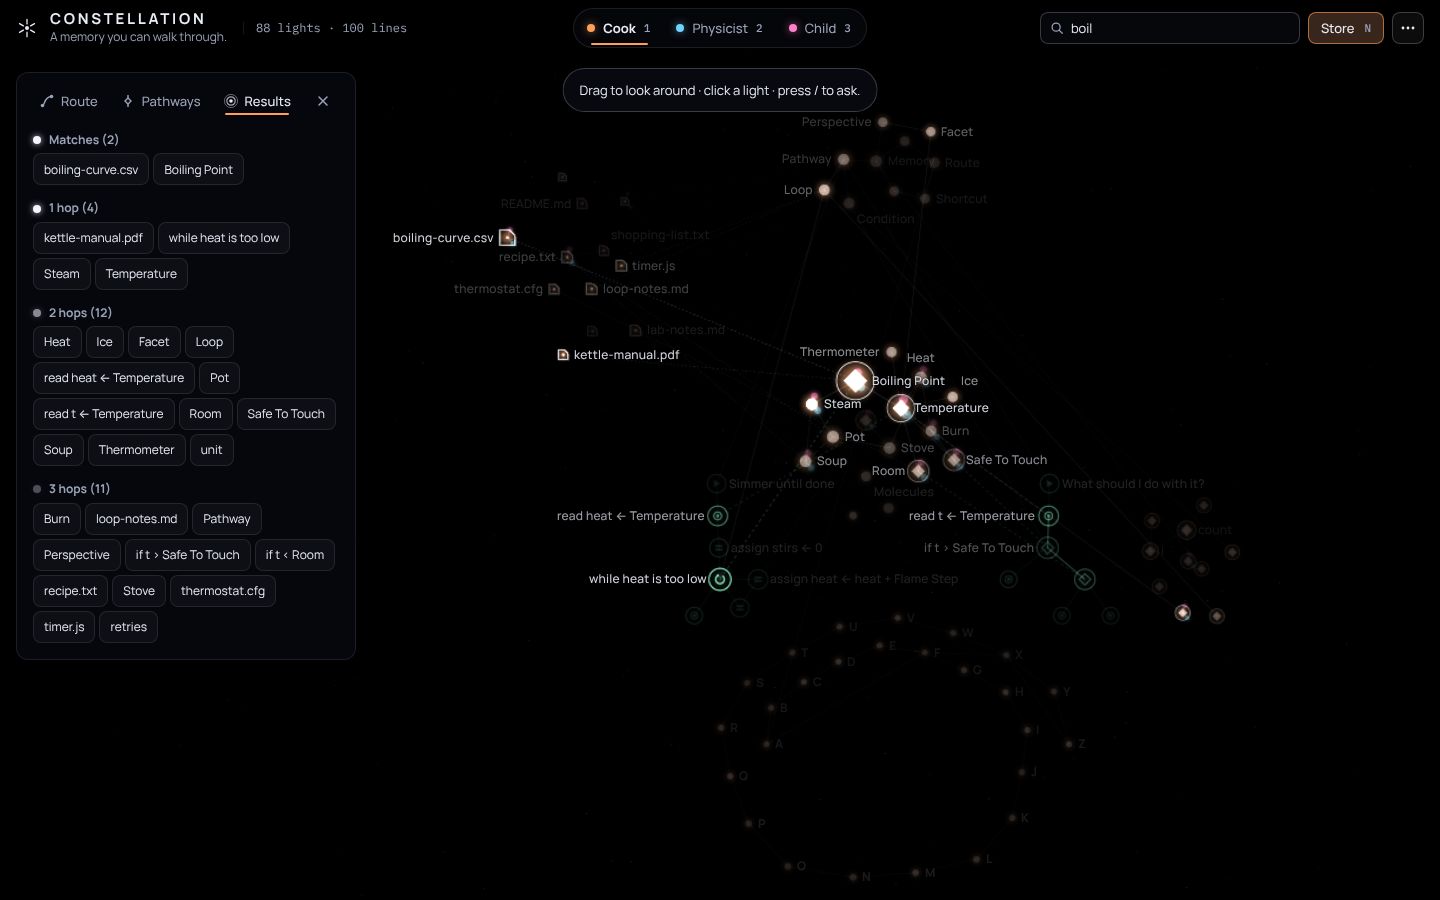 CONSTELLATION
A memory you can walk through.
88 lights · 100 lines
Cook 1
Physicist 2
Child 3
boil
Store N
Route
Pathways
Results
Matches (2)
boiling-curve.csv
Boiling Point
1 hop (4)
kettle-manual.pdf
while heat is too low
Steam
Temperature
2 hops (12)
Heat
Ice
Facet
Loop
read heat ← Temperature
Pot
read t ← Temperature
Room
Safe To Touch
Soup
Thermometer
unit
3 hops (11)
Burn
loop-notes.md
Pathway
Perspective
if t > Safe To Touch
if t < Room
recipe.txt
Stove
thermostat.cfg
timer.js
retries
Drag to look around · click a light · press / to ask.
Perspective
Facet
Pathway
Memory
Route
Loop
Shortcut
Condition
README.md
shopping-list.txt
boiling-curve.csv
recipe.txt
timer.js
thermostat.cfg
loop-notes.md
lab-notes.md
kettle-manual.pdf
Thermometer
Heat
Boiling Point
Ice
Steam
Temperature
Burn
Pot
Stove
Soup
Room
Safe To Touch
Molecules
Simmer until done
What should I do with it?
read heat ← Temperature
read t ← Temperature
count
assign stirs ← 0
if t > Safe To Touch
i
while heat is too low
assign heat ← heat + Flame Step
U
V
W
T
D
E
F
X
S
C
G
H
Y
B
R
A
I
Z
Q
J
P
K
O
N
M
L